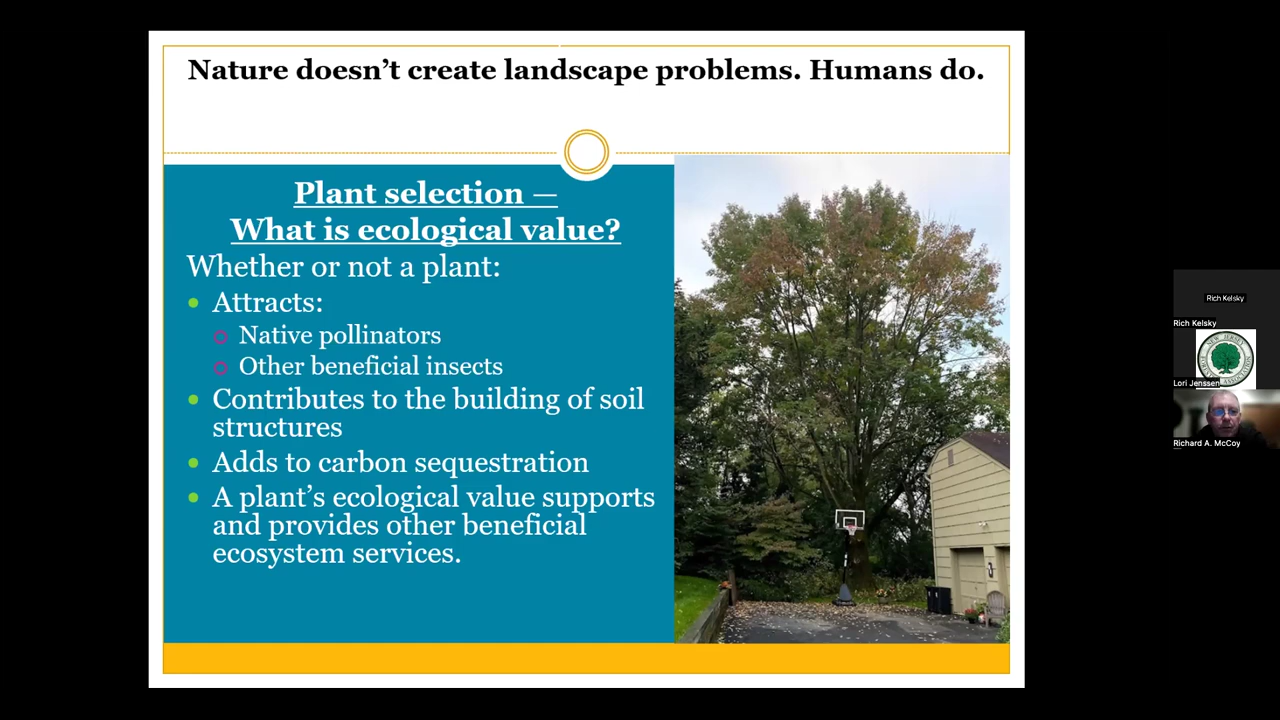 Nature doesn’t create landscape problems. Humans do.
Plant selection —
What is ecological value?
Whether or not a plant:
Attracts:
Native pollinators
Other beneficial insects
Contributes to the building of soil
structures
Adds to carbon sequestration
A plant’s ecological value supports
and provides other beneficial
ecosystem services.
Rich Kelsky
Rich Kelsky
NEW JERSEY
Lori Jenssen
Richard A. McCoy